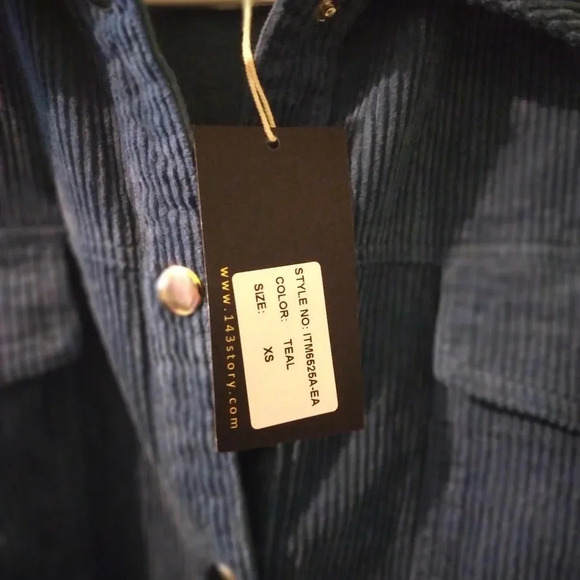 STYLE NO: ITM6525A-EA
COLOR: TEAL
SIZE: XS
www.143story.com